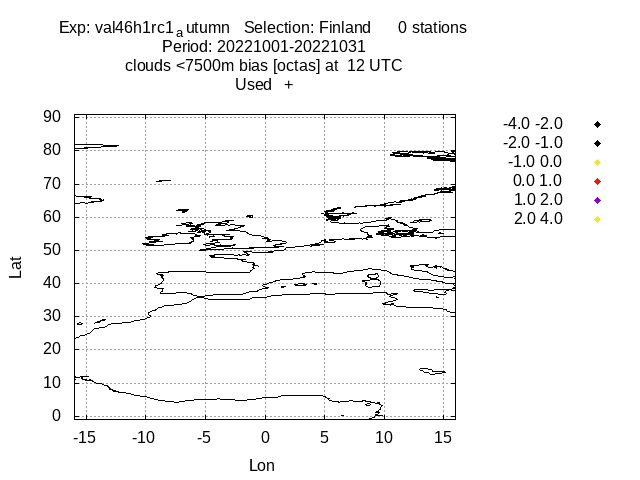 Exp: val46h1rc1 a utumn   Selection: Finland      0 stations
Period: 20221001-20221031
clouds <7500m bias [octas] at  12 UTC
Used   +
90
80
70
60
50
40
30
20
10
0
-15 -10 -5 0 5 10 15
Lat
Lon
-4.0 -2.0
-2.0 -1.0
-1.0 0.0
0.0 1.0
1.0 2.0
2.0 4.0